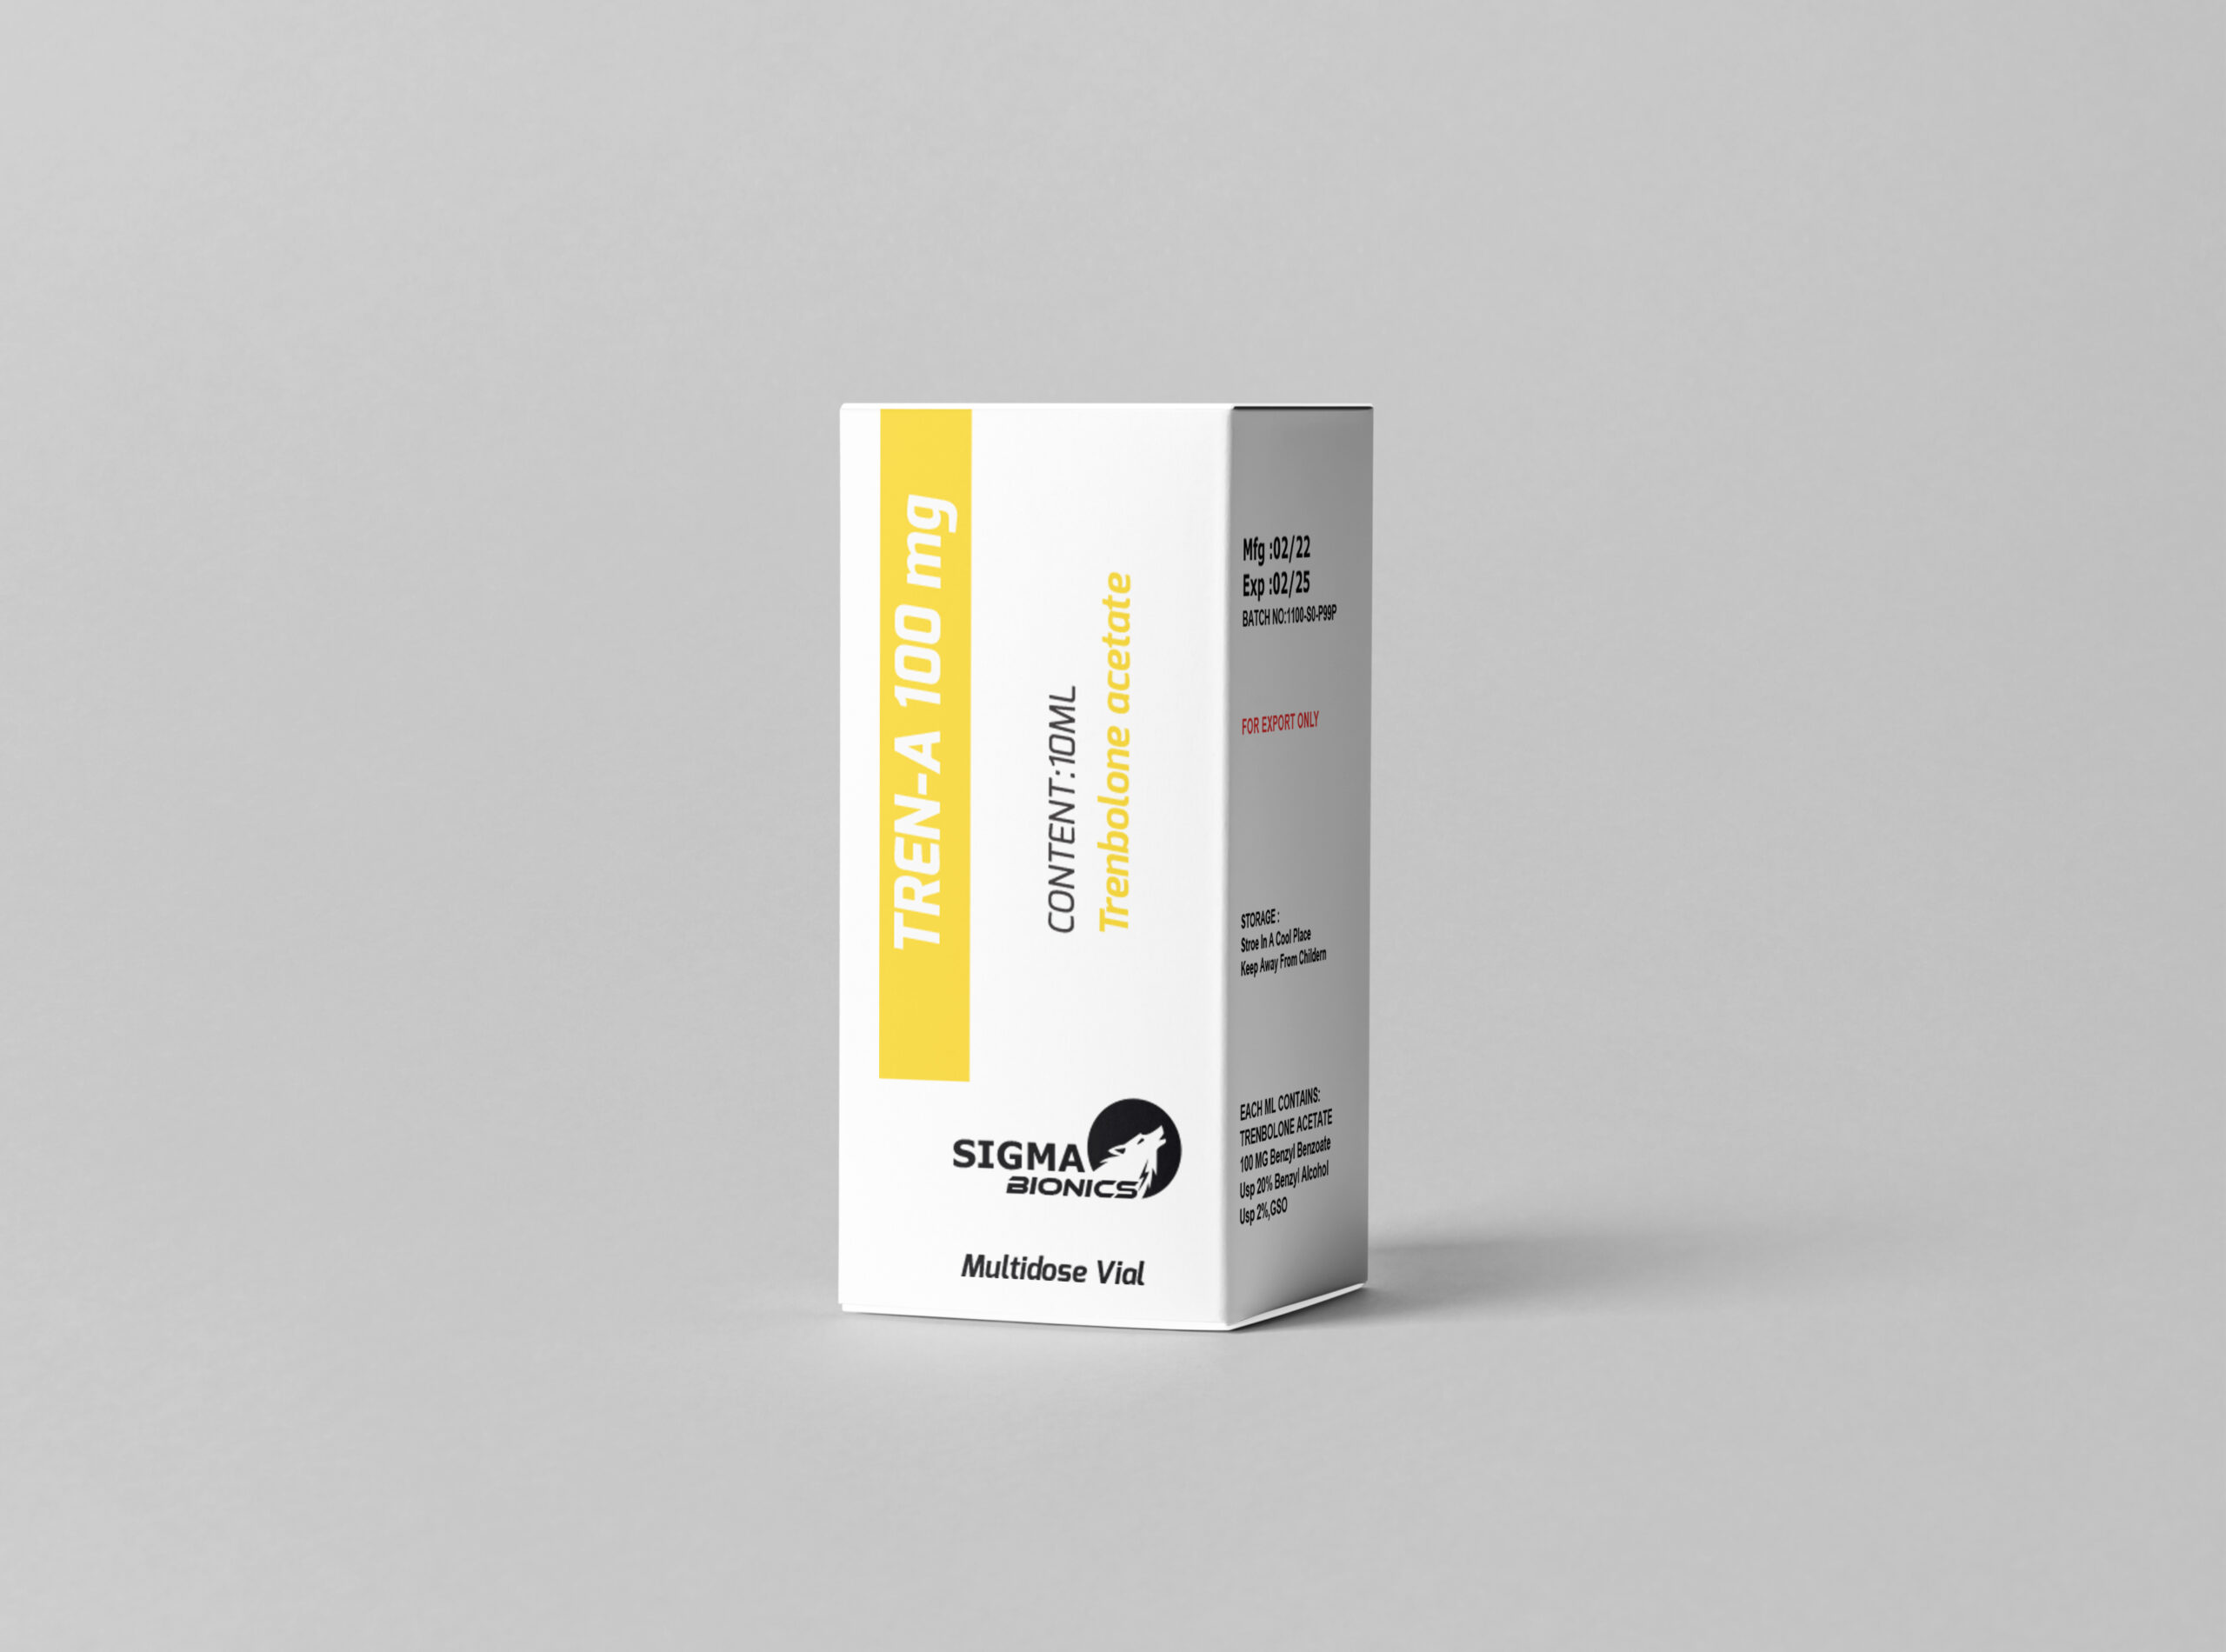 TREN-A 100 mg
CONTENT:10ML
Trenbolone acetate
SIGMA
BIONICS
Multidose Vial
Mfg :02/22
Exp :02/25
BATCH NO:1100-S0-P99P
FOR EXPORT ONLY
STORAGE :
Stroe In A Cool Place
Keep Away From Childern
EACH ML CONTAINS:
TRENBOLONE ACETATE
100 MG Benzyl Benzoate
Usp 20% Benzyl Alcohol
Usp 2%,GSO